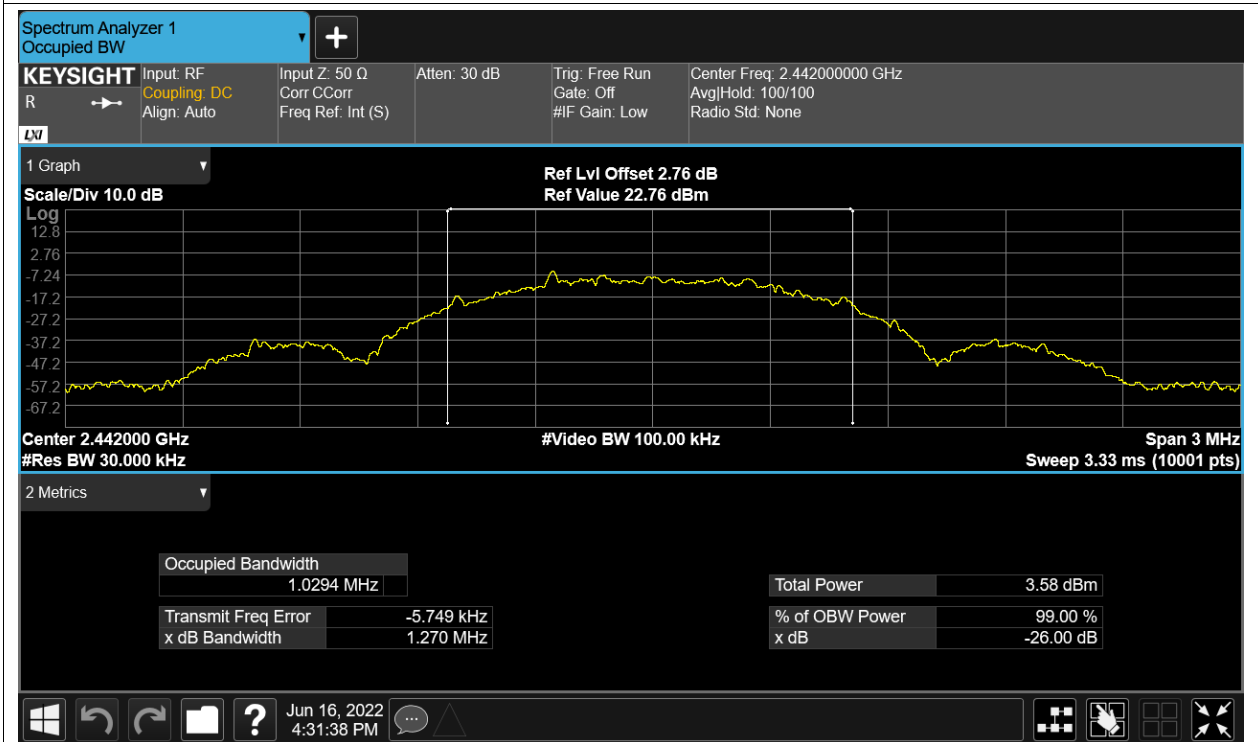 Spectrum Analyzer 1
Occupied BW
+
KEYSIGHT Input: RF Input Z: 50 Ω Atten: 30 dB Trig: Free Run Center Freq: 2.442000000 GHz
R Coupling: DC Corr CCorr Gate: Off Avg|Hold: 100/100
Align: Auto Freq Ref: Int (S) #IF Gain: Low Radio Std: None
LXI
1 Graph
Ref Lvl Offset 2.76 dB
Scale/Div 10.0 dB Ref Value 22.76 dBm
Log
12.8
2.76
-7.24
-17.2
-27.2
-37.2
-47.2
-57.2
-67.2
Center 2.442000 GHz #Video BW 100.00 kHz Span 3 MHz
#Res BW 30.000 kHz Sweep 3.33 ms (10001 pts)
2 Metrics
Occupied Bandwidth
1.0294 MHz Total Power 3.58 dBm
Transmit Freq Error -5.749 kHz % of OBW Power 99.00 %
x dB Bandwidth 1.270 MHz x dB -26.00 dB
? Jun 16, 2022
4:31:38 PM